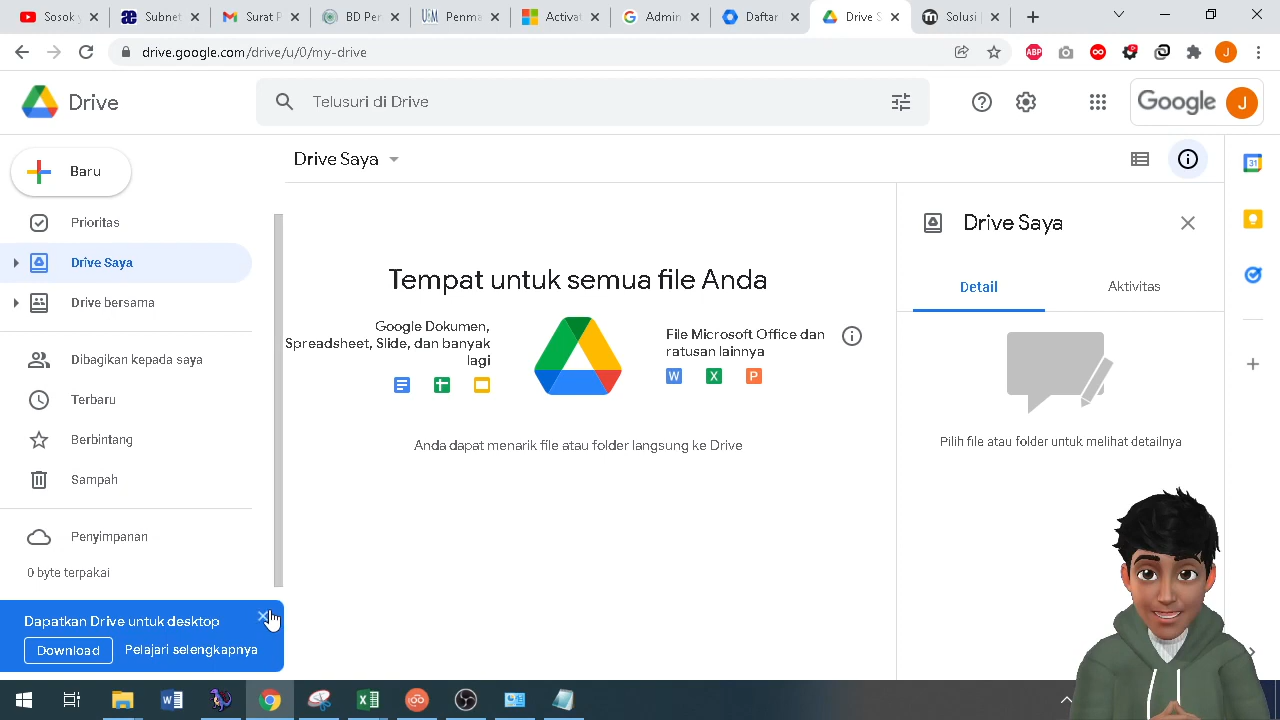 Sosok y
Subnet
Surat P
BD Per
Penma
Activat
Admin
Daftar
Drive S
Solusi
drive.google.com/drive/u/0/my-drive
ABP
J
Drive
Telusuri di Drive
Google
J
Baru
Drive Saya
Prioritas
Drive Saya
Drive bersama
Dibagikan kepada saya
Terbaru
Berbintang
Sampah
Penyimpanan
0 byte terpakai
Dapatkan Drive untuk desktop
Download
Pelajari selengkapnya
Tempat untuk semua file Anda
Google Dokumen,
Spreadsheet, Slide, dan banyak
lagi
File Microsoft Office dan
ratusan lainnya
W
X
P
Anda dapat menarik file atau folder langsung ke Drive
Drive Saya
Detail
Aktivitas
Pilih file atau folder untuk melihat detailnya
31